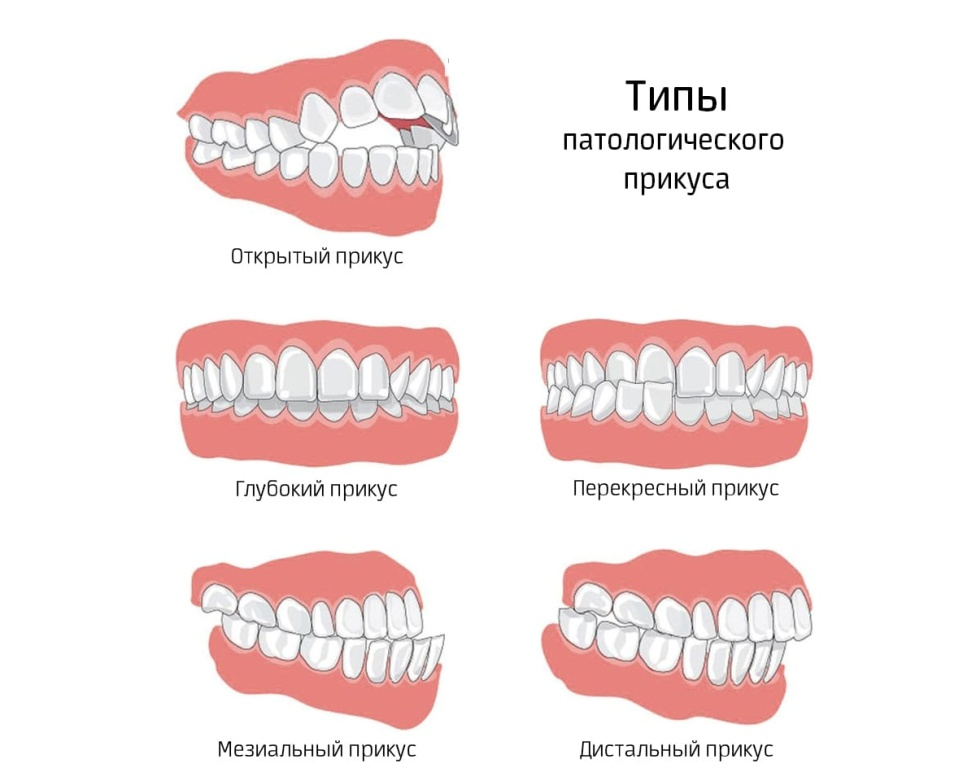 Типы
патологического
прикуса
Открытый прикус
Глубокий прикус
Перекресный прикус
Мезиальный прикус
Дистальный прикус